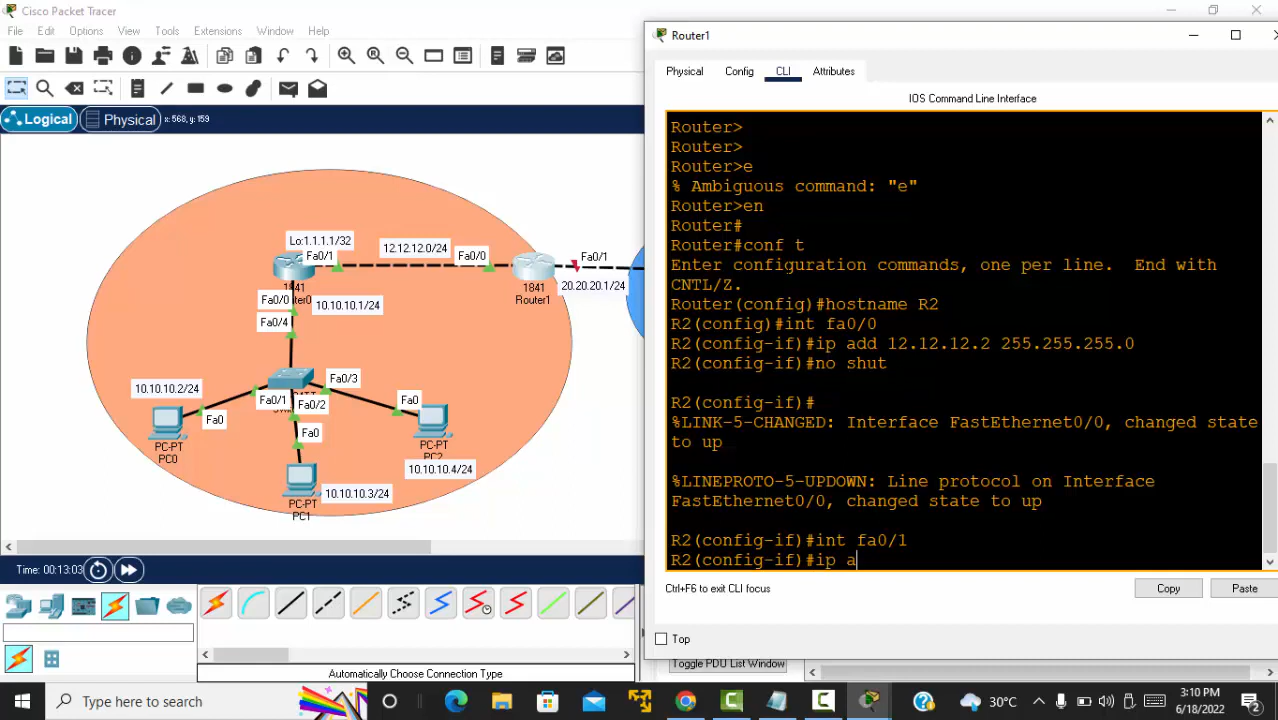 Cisco Packet Tracer
File Edit Options View Tools Extensions Window Help
Logical Physical x: 568, y: 159
Lo:1.1.1.1/32
Fa0/1
12.12.12.0/24
Fa0/0
Fa0/1
1841
1841
Router1
20.20.20.1/24
Fa0/0
10.10.10.1/24
Fa0/4
10.10.10.2/24
Fa0/3
Fa0/1
Fa0/2
Fa0
Fa0
Fa0
PC-PT
PC0
PC-PT
PC2
10.10.10.4/24
PC-PT
PC1
10.10.10.3/24
Time: 00:13:03
Automatically Choose Connection Type
Router1
Physical Config CLI Attributes
IOS Command Line Interface
Router>
Router>
Router>e
% Ambiguous command: "e"
Router>en
Router#
Router#conf t
Enter configuration commands, one per line. End with
CNTL/Z.
Router(config)#hostname R2
R2(config)#int fa0/0
R2(config-if)#ip add 12.12.12.2 255.255.255.0
R2(config-if)#no shut
R2(config-if)#
%LINK-5-CHANGED: Interface FastEthernet0/0, changed state
to up
%LINEPROTO-5-UPDOWN: Line protocol on Interface
FastEthernet0/0, changed state to up
R2(config-if)#int fa0/1
R2(config-if)#ip a
Ctrl+F6 to exit CLI focus
Copy Paste
Top
Toggle PDU List Window
Type here to search
30°C
3:10 PM
6/18/2022
2